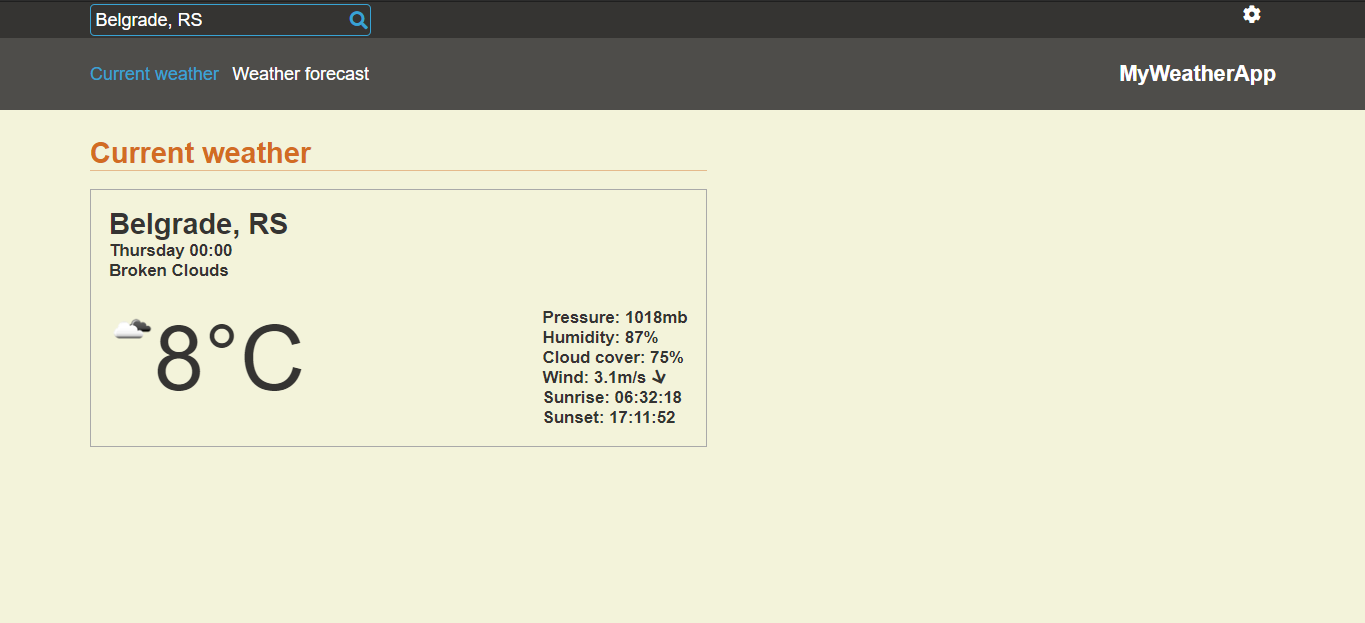 Belgrade, RS
Current weather Weather forecast MyWeatherApp
Current weather
Belgrade, RS
Thursday 00:00
Broken Clouds
8°C
Pressure: 1018mb
Humidity: 87%
Cloud cover: 75%
Wind: 3.1m/s
Sunrise: 06:32:18
Sunset: 17:11:52